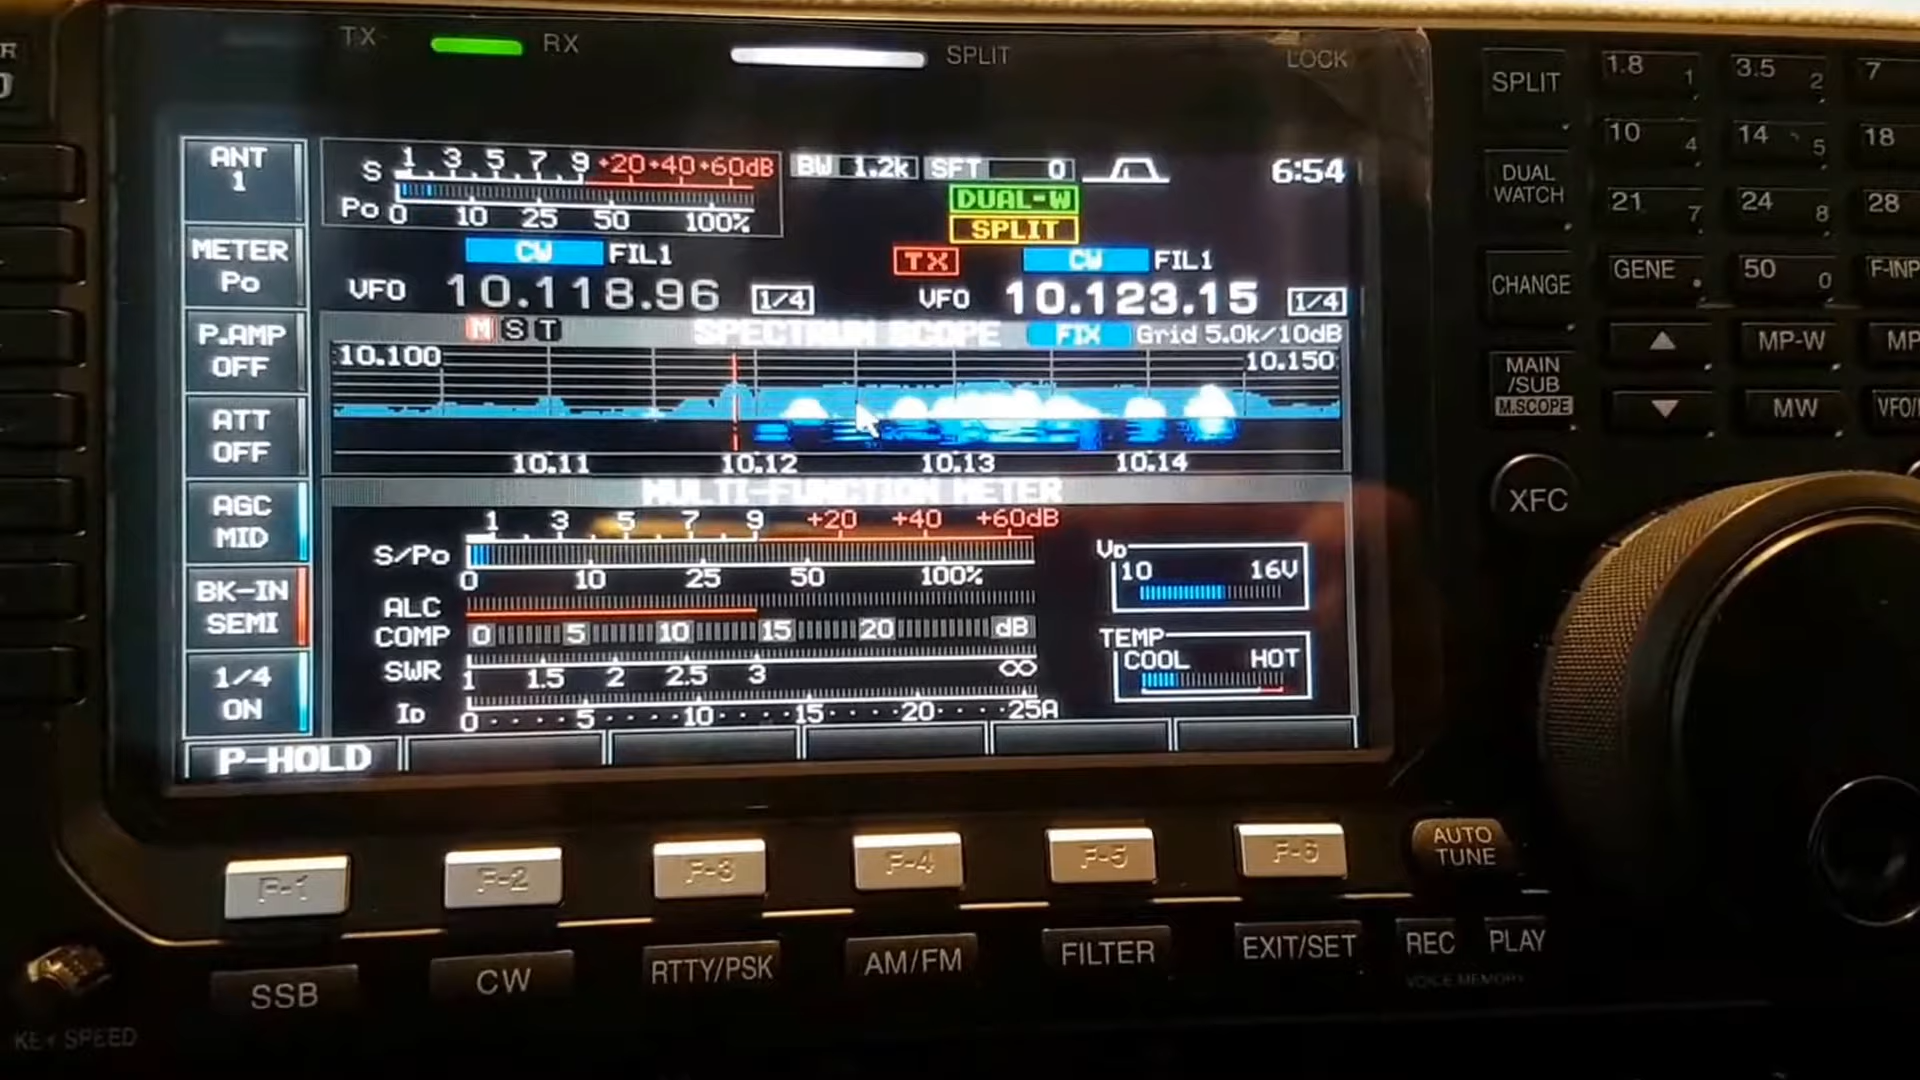 TX RX SPLIT LOCK
ANT
1
METER
Po
P.AMP
OFF
ATT
OFF
AGC
MID
BK-IN
SEMI
1/4
ON
S 1 3 5 7 9 +20+40+60dB
Po 0 10 25 50 100%
BW 1.2k SFT 0
6:54
DUAL-W
SPLIT
CW FIL1
TX CW FIL1
VFO 10.118.96 1/4
VFO 10.123.15 1/4
M S T SPECTRUM SCOPE FIX Grid 5.0k/10dB
10.100 10.150
10.11 10.12 10.13 10.14
MULTI-FUNCTION METER
1 3 5 7 9 +20 +40 +60dB
S/Po
0 10 25 50 100%
ALC
COMP 0 5 10 15 20 dB
SWR
1 1.5 2 2.5 3 ∞
ID 0 5 10 15 20 25A
VD
10 16V
TEMP
COOL HOT
P-HOLD
F-1 F-2 F-3 F-4 F-5 F-6
SSB CW RTTY/PSK AM/FM FILTER EXIT/SET
AUTO
TUNE
REC PLAY
VOICE MEMORY
KEY SPEED
SPLIT
DUAL
WATCH
CHANGE
MAIN
/SUB
M.SCOPE
XFC
1.8 1 3.5 2 7
10 4 14 5 18
21 7 24 8 28
GENE • 50 0 F-INP
▲ MP-W MP
▼ MW VFO/